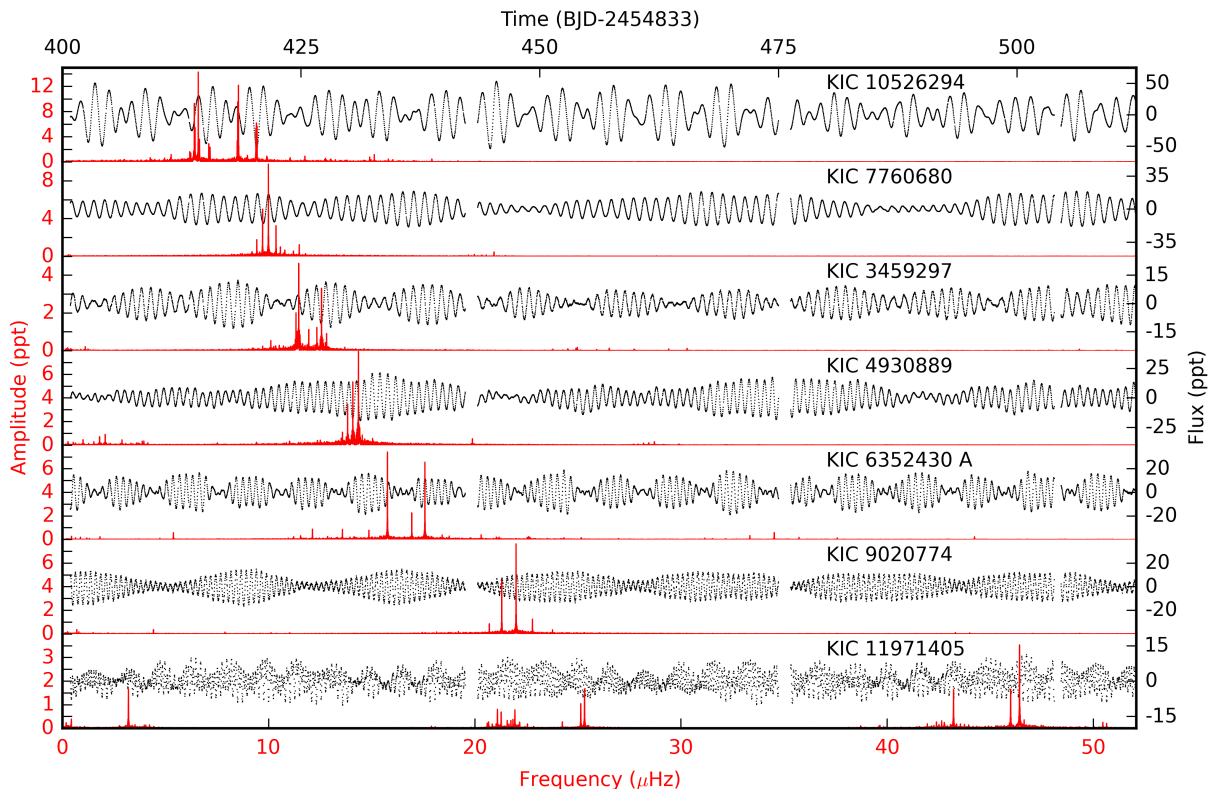 Time (BJD-2454833)
400 425 450 475 500
12 8 4 0 KIC 10526294 50 0 -50
8 4 0 KIC 7760680 35 0 -35
4 2 0 KIC 3459297 15 0 -15
6 4 2 0 KIC 4930889 25 0 -25
6 4 2 0 KIC 6352430 A 20 0 -20
6 4 2 0 KIC 9020774 20 0 -20
3 2 1 0 KIC 11971405 15 0 -15
Amplitude (ppt)
Flux (ppt)
0 10 20 30 40 50
Frequency (μHz)